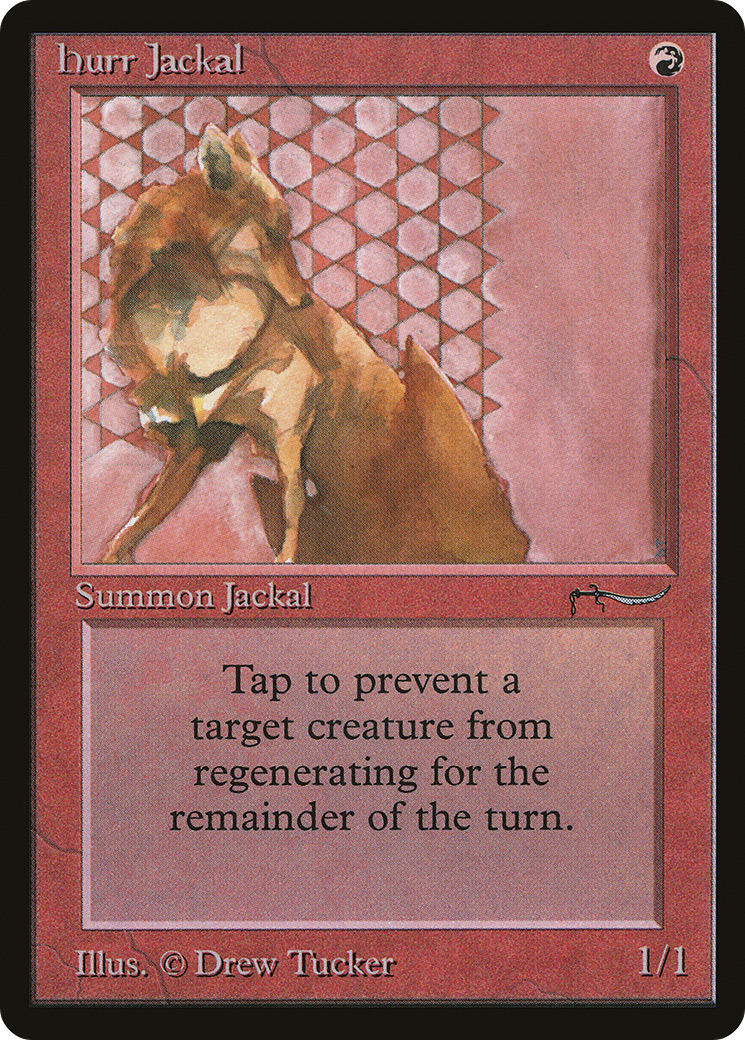 Hurr Jackal
Summon Jackal
Tap to prevent a
target creature from
regenerating for the
remainder of the turn.
Illus. © Drew Tucker
1/1